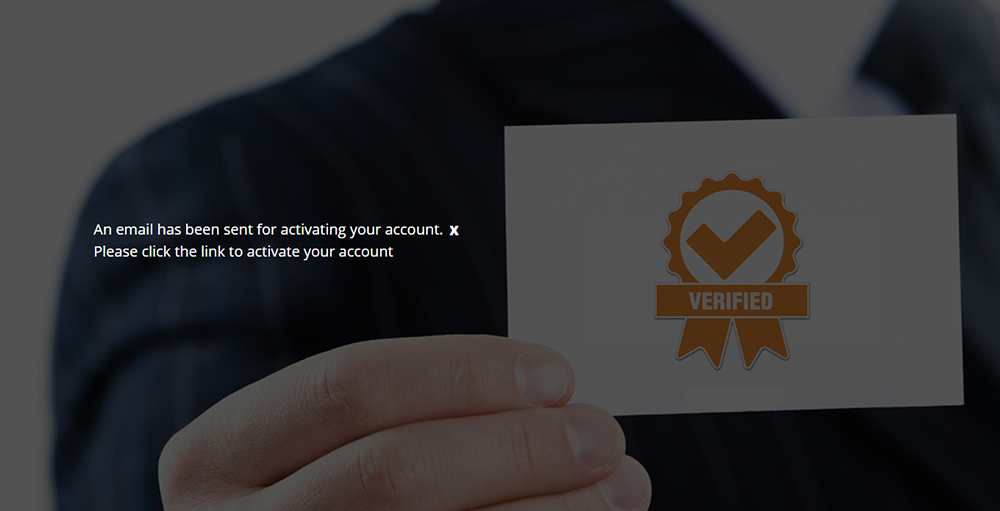 An email has been sent for activating your account. x
Please click the link to activate your account
VERIFIED